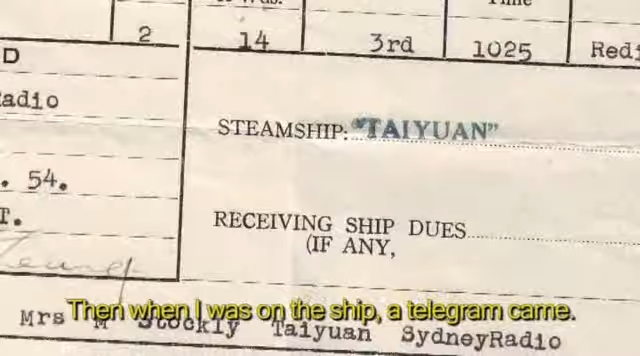 2 14 3rd 1025 Redi
D
adio
STEAMSHIP: "TAIYUAN"
. 54.
T.
RECEIVING SHIP DUES
(IF ANY,
Then when I was on the ship, a telegram came.
Mrs M Stockly Taiyuan SydneyRadio